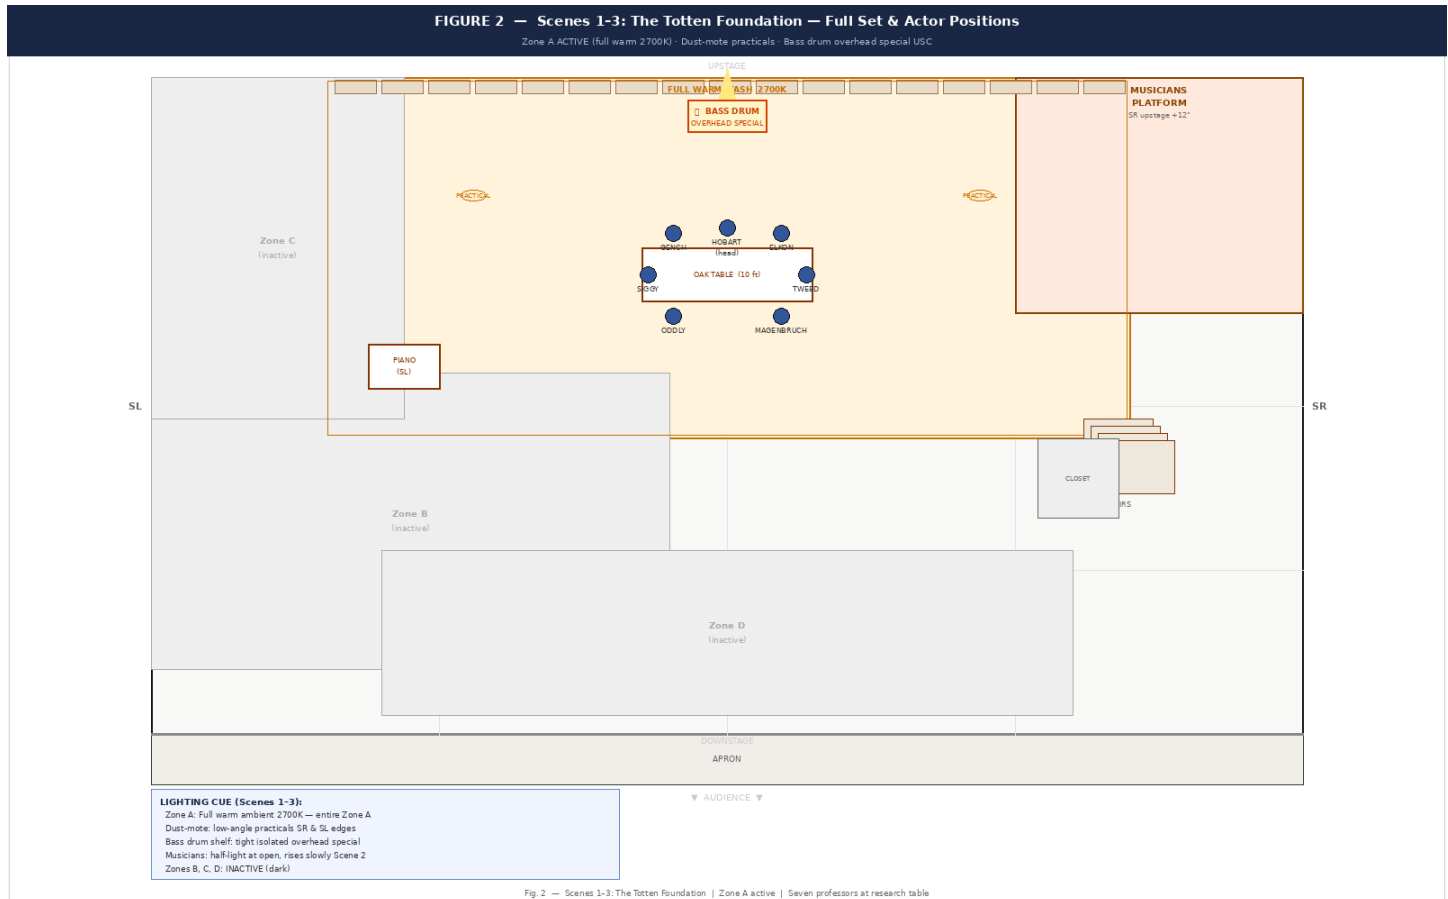 FIGURE 2 — Scenes 1–3: The Totten Foundation — Full Set & Actor Positions
Zone A ACTIVE (full warm 2700K) · Dust-mote practicals · Bass drum overhead special USC
UPSTAGE
FULL WARM WASH 2700K
MUSICIANS
PLATFORM
SR upstage +12"
BASS DRUM
OVERHEAD SPECIAL
PRACTICAL
PRACTICAL
Zone C
(inactive)
GENCH
HOBART
(head)
OAK TABLE (10 ft)
SIGGY
TWEED
ODDLY
MAGENBRUCH
PIANO
(SL)
SL
SR
CLOSET
Zone B
(inactive)
Zone D
(inactive)
DOWNSTAGE
APRON
▼ AUDIENCE ▼
LIGHTING CUE (Scenes 1–3):
Zone A: Full warm ambient 2700K — entire Zone A
Dust-mote: low-angle practicals SR & SL edges
Bass drum shelf: tight isolated overhead special
Musicians: half-light at open, rises slowly Scene 2
Zones B, C, D: INACTIVE (dark)
Fig. 2 — Scenes 1–3: The Totten Foundation | Zone A active | Seven professors at research table